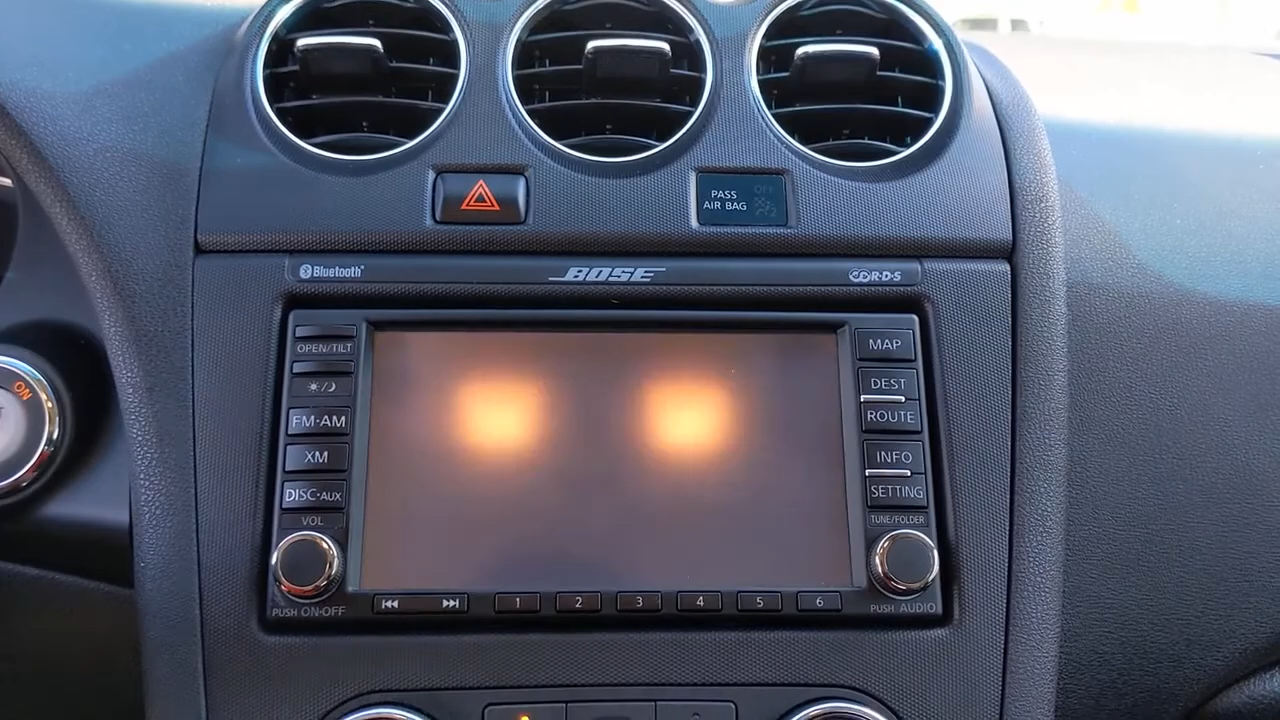 PASS
AIR BAG
OFF
ON
Bluetooth
BOSE
R·D·S
OPEN/TILT
FM·AM
XM
DISC·AUX
VOL
PUSH ON·OFF
MAP
DEST
ROUTE
INFO
SETTING
TUNE/FOLDER
PUSH AUDIO
1 2 3 4 5 6